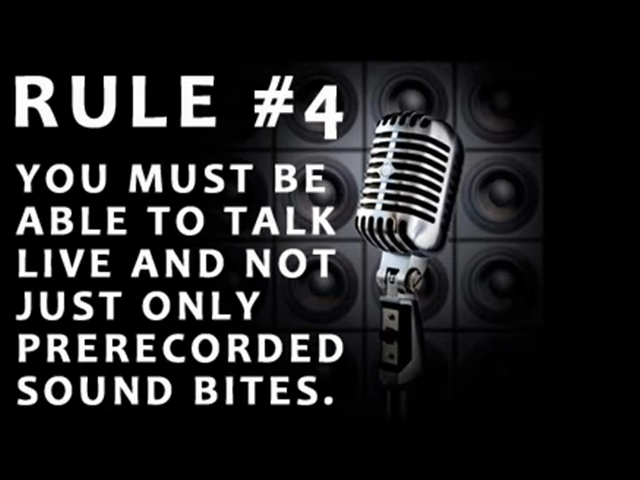 RULE #4
YOU MUST BE
ABLE TO TALK
LIVE AND NOT
JUST ONLY
PRERECORDED
SOUND BITES.